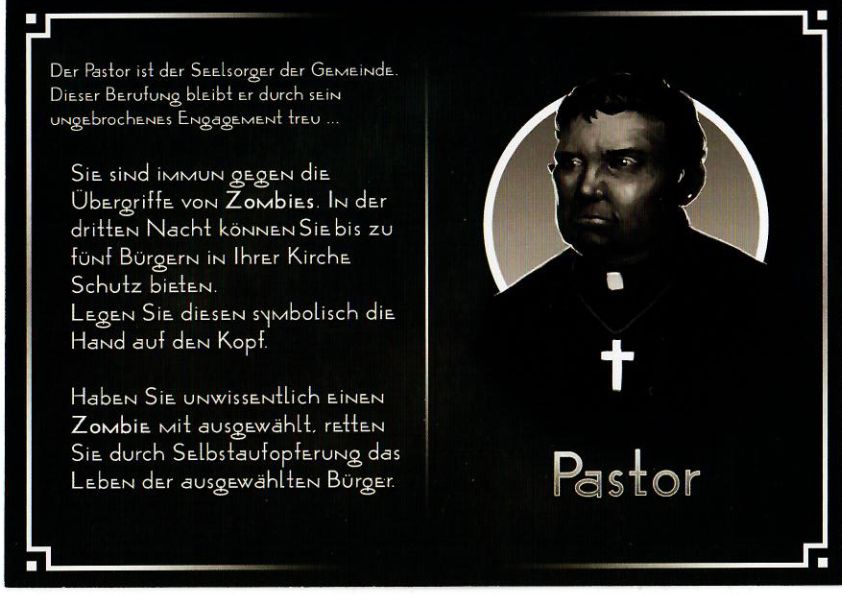 Der Pastor ist der Seelsorger der Gemeinde.
Dieser Berufung bleibt er durch sein
ungebrochenes Engagement treu ...
Sie sind immun gegen die
Übergriffe von Zombies. In der
dritten Nacht können Sie bis zu
fünf Bürgern in Ihrer Kirche
Schutz bieten.
Legen Sie diesen symbolisch die
Hand auf den Kopf.
Haben Sie unwissentlich einen
Zombie mit ausgewählt, retten
Sie durch Selbstaufopferung das
Leben der ausgewählten Bürger.
Pastor